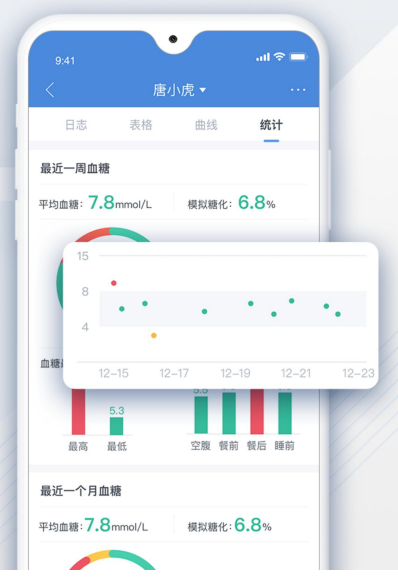 9:41
唐小虎
日志 表格 曲线 统计
最近一周血糖
平均血糖: 7.8mmol/L 模拟糖化: 6.8%
15
8
4
12-15 12-17 12-19 12-21 12-23
血糖
5.3
最高 最低 空腹 餐前 餐后 睡前
最近一个月血糖
平均血糖: 7.8mmol/L 模拟糖化: 6.8%